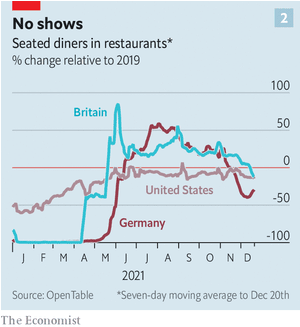 2
No shows
Seated diners in restaurants*
% change relative to 2019
100
Britain
50
0
United States
-50
Germany
-100
J F M A M J J A S O N D
2021
Source: OpenTable *Seven-day moving average to Dec 20th
The Economist